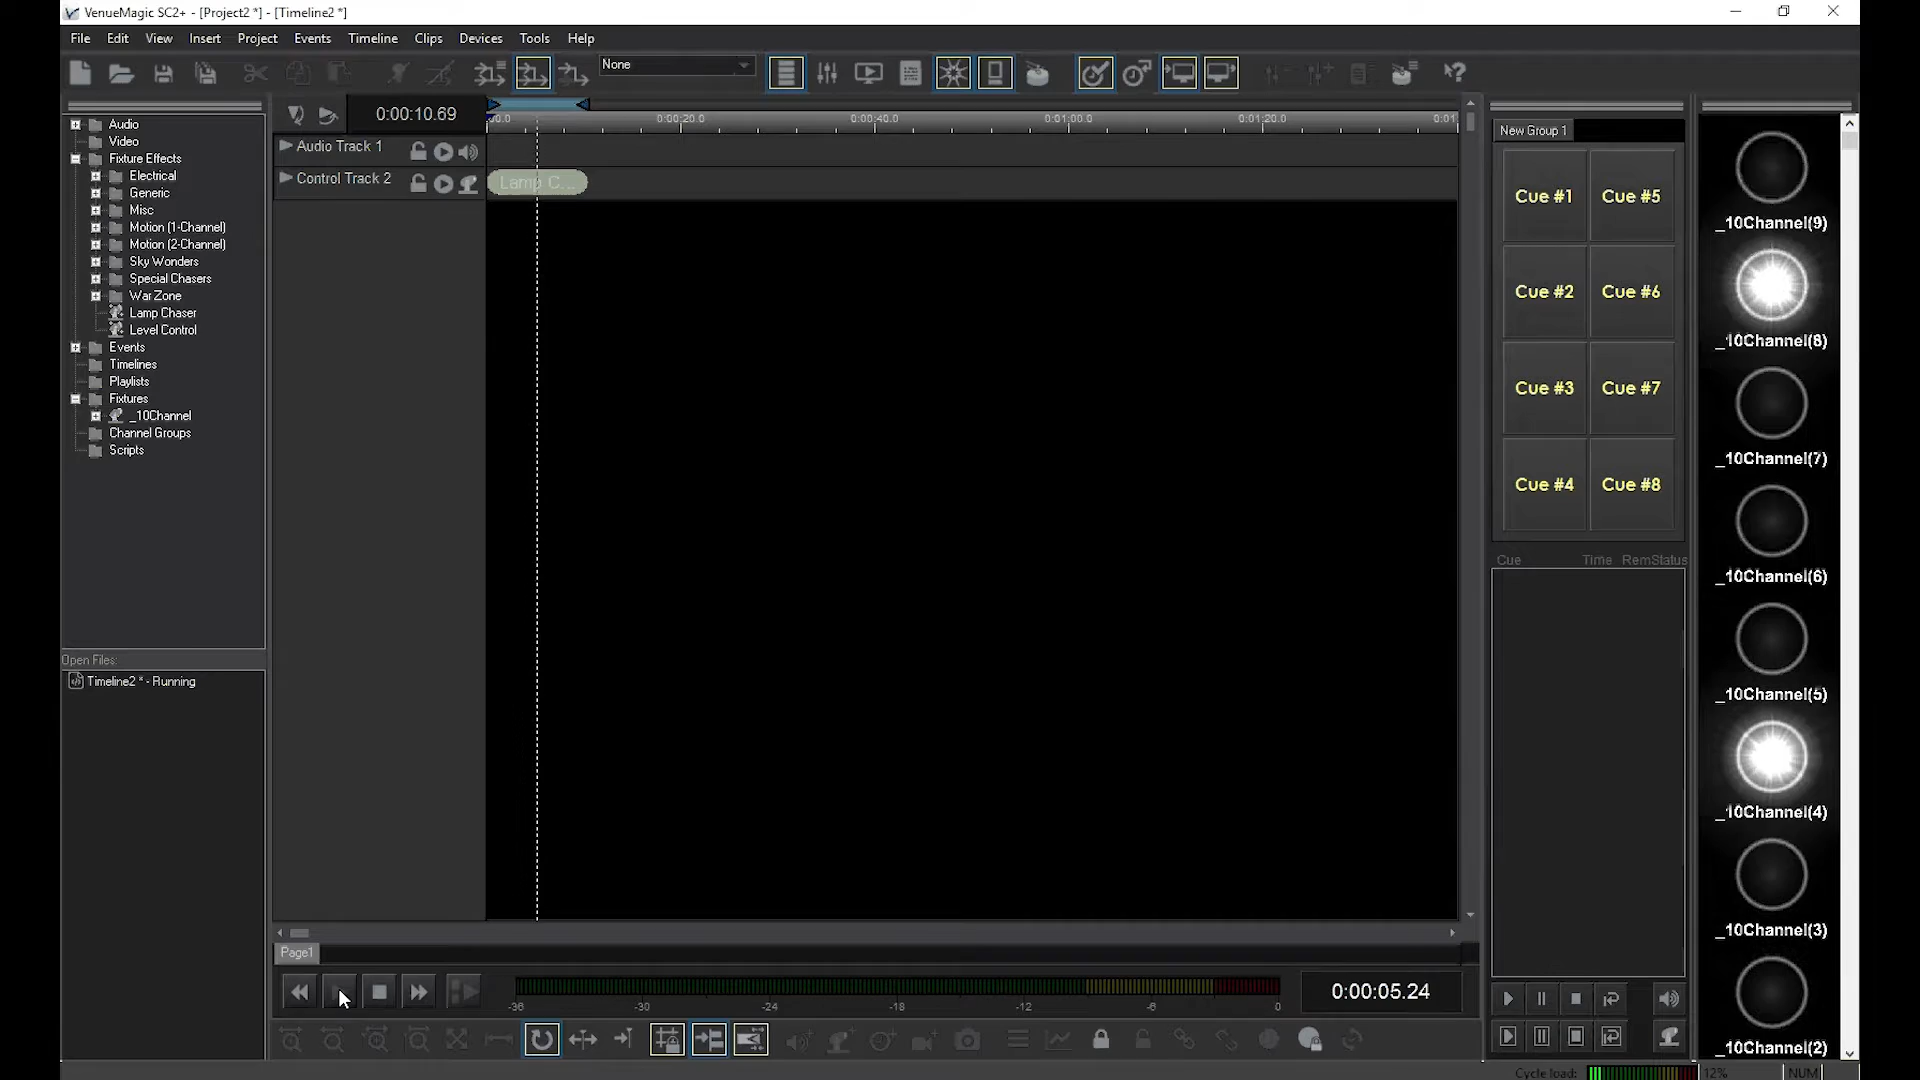 VenueMagic SC2+ - [Project2 *] - [Timeline2 *]
File Edit View Insert Project Events Timeline Clips Devices Tools Help
None
0:00:10.69
00.0 0:00:20.0 0:00:40.0 0:01:00.0 0:01:20.0 0:01
Audio Track 1
Control Track 2
Lamp C...
Audio
Video
Fixture Effects
Electrical
Generic
Misc
Motion (1-Channel)
Motion (2-Channel)
Sky Wonders
Special Chasers
War Zone
Lamp Chaser
Level Control
Events
Timelines
Playlists
Fixtures
_10Channel
Channel Groups
Scripts
Open Files:
Timeline2 * - Running
Page1
-36 -30 -24 -18 -12 -6 0
0:00:05.24
New Group 1
Cue #1 Cue #5
Cue #2 Cue #6
Cue #3 Cue #7
Cue #4 Cue #8
Cue Time RemStatus
_10Channel(9)
_10Channel(8)
_10Channel(7)
_10Channel(6)
_10Channel(5)
_10Channel(4)
_10Channel(3)
_10Channel(2)
Cycle load: 12% NUM